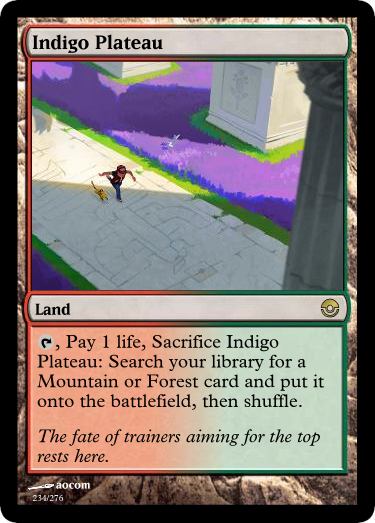 Indigo Plateau
Land
, Pay 1 life, Sacrifice Indigo
Plateau: Search your library for a
Mountain or Forest card and put it
onto the battlefield, then shuffle.
The fate of trainers aiming for the top
rests here.
aocom
234/276